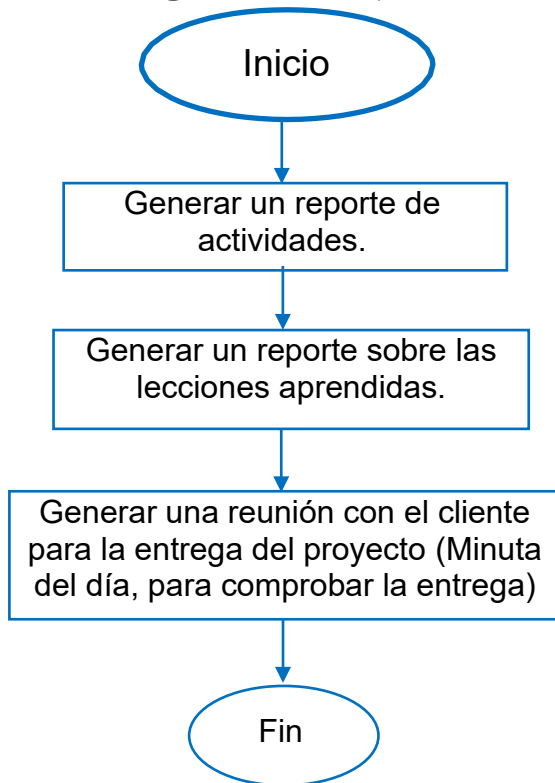 Inicio
Generar un reporte de
actividades.
Generar un reporte sobre las
lecciones aprendidas.
Generar una reunión con el cliente
para la entrega del proyecto (Minuta
del día, para comprobar la entrega)
Fin